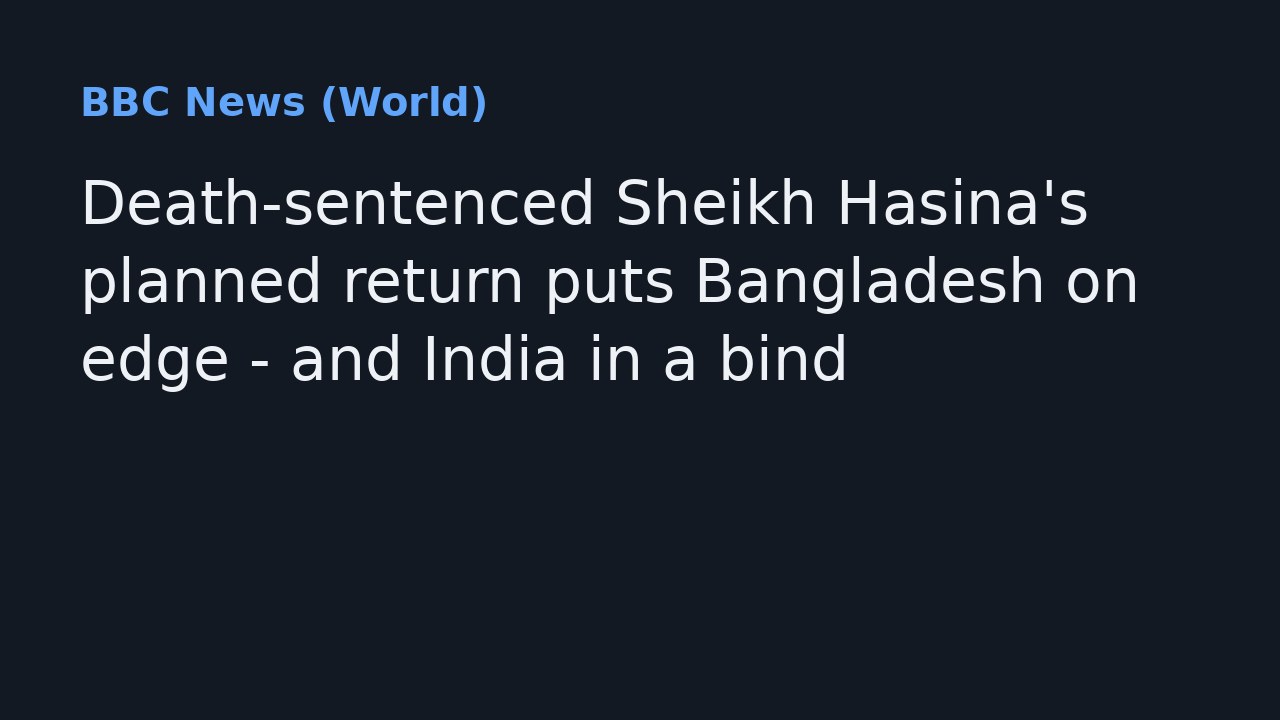 BBC News (World)
Death-sentenced Sheikh Hasina's
planned return puts Bangladesh on
edge - and India in a bind